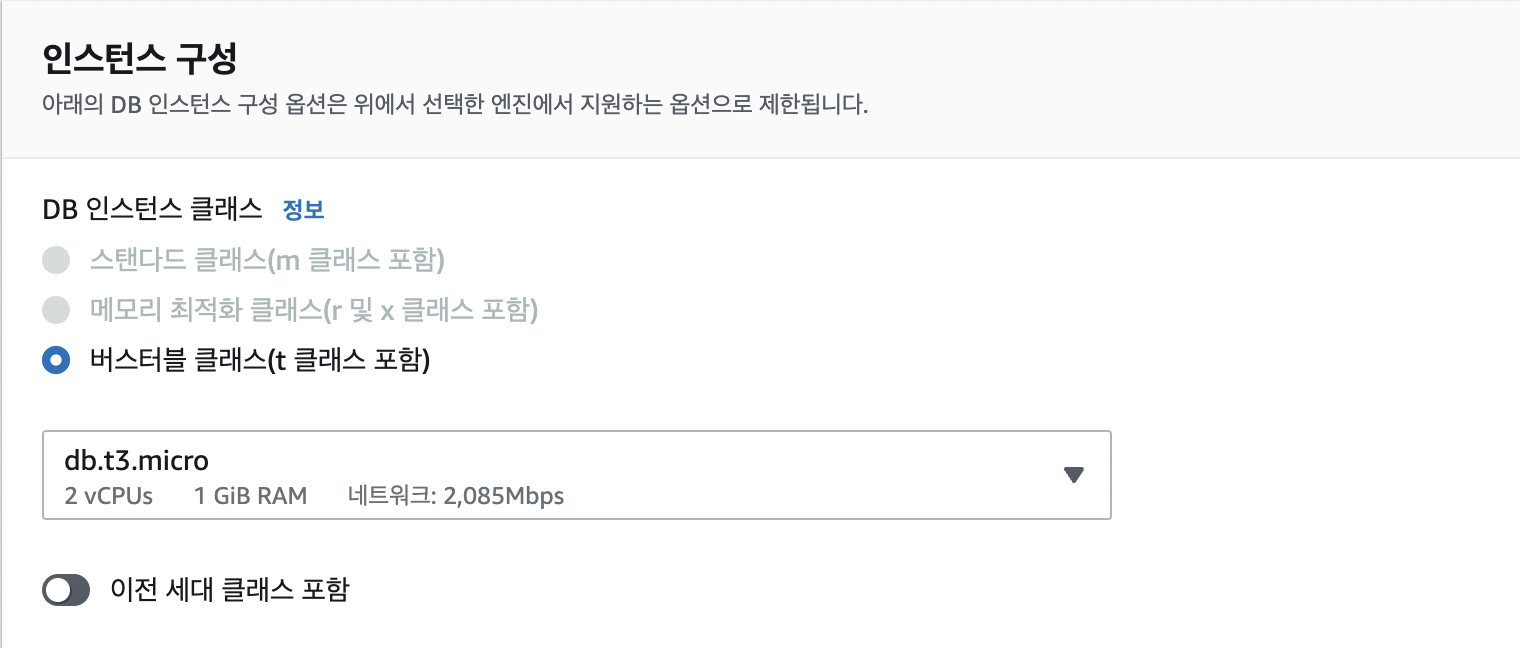 인스턴스 구성
아래의 DB 인스턴스 구성 옵션은 위에서 선택한 엔진에서 지원하는 옵션으로 제한됩니다.
DB 인스턴스 클래스 정보
스탠다드 클래스(m 클래스 포함)
메모리 최적화 클래스(r 및 x 클래스 포함)
버스터블 클래스(t 클래스 포함)
db.t3.micro
2 vCPUs 1 GiB RAM 네트워크: 2,085Mbps
이전 세대 클래스 포함